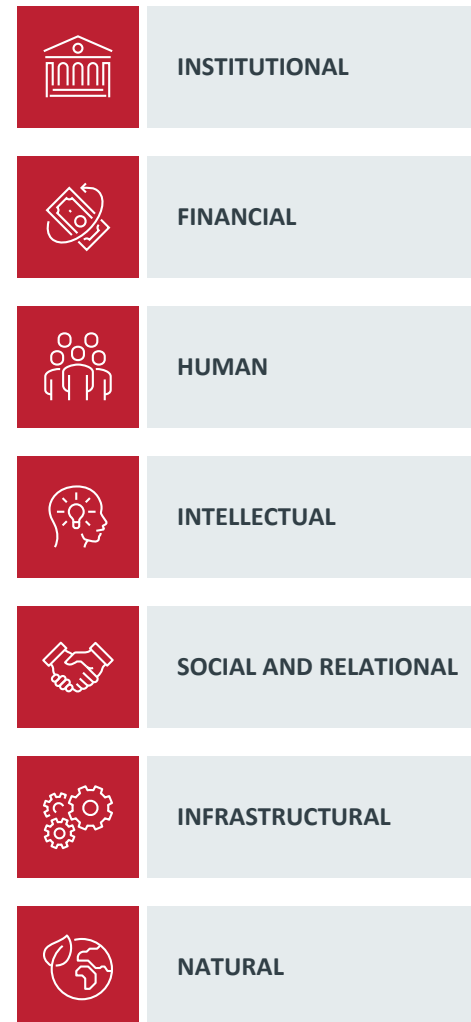 INSTITUTIONAL
FINANCIAL
HUMAN
INTELLECTUAL
SOCIAL AND RELATIONAL
INFRASTRUCTURAL
NATURAL